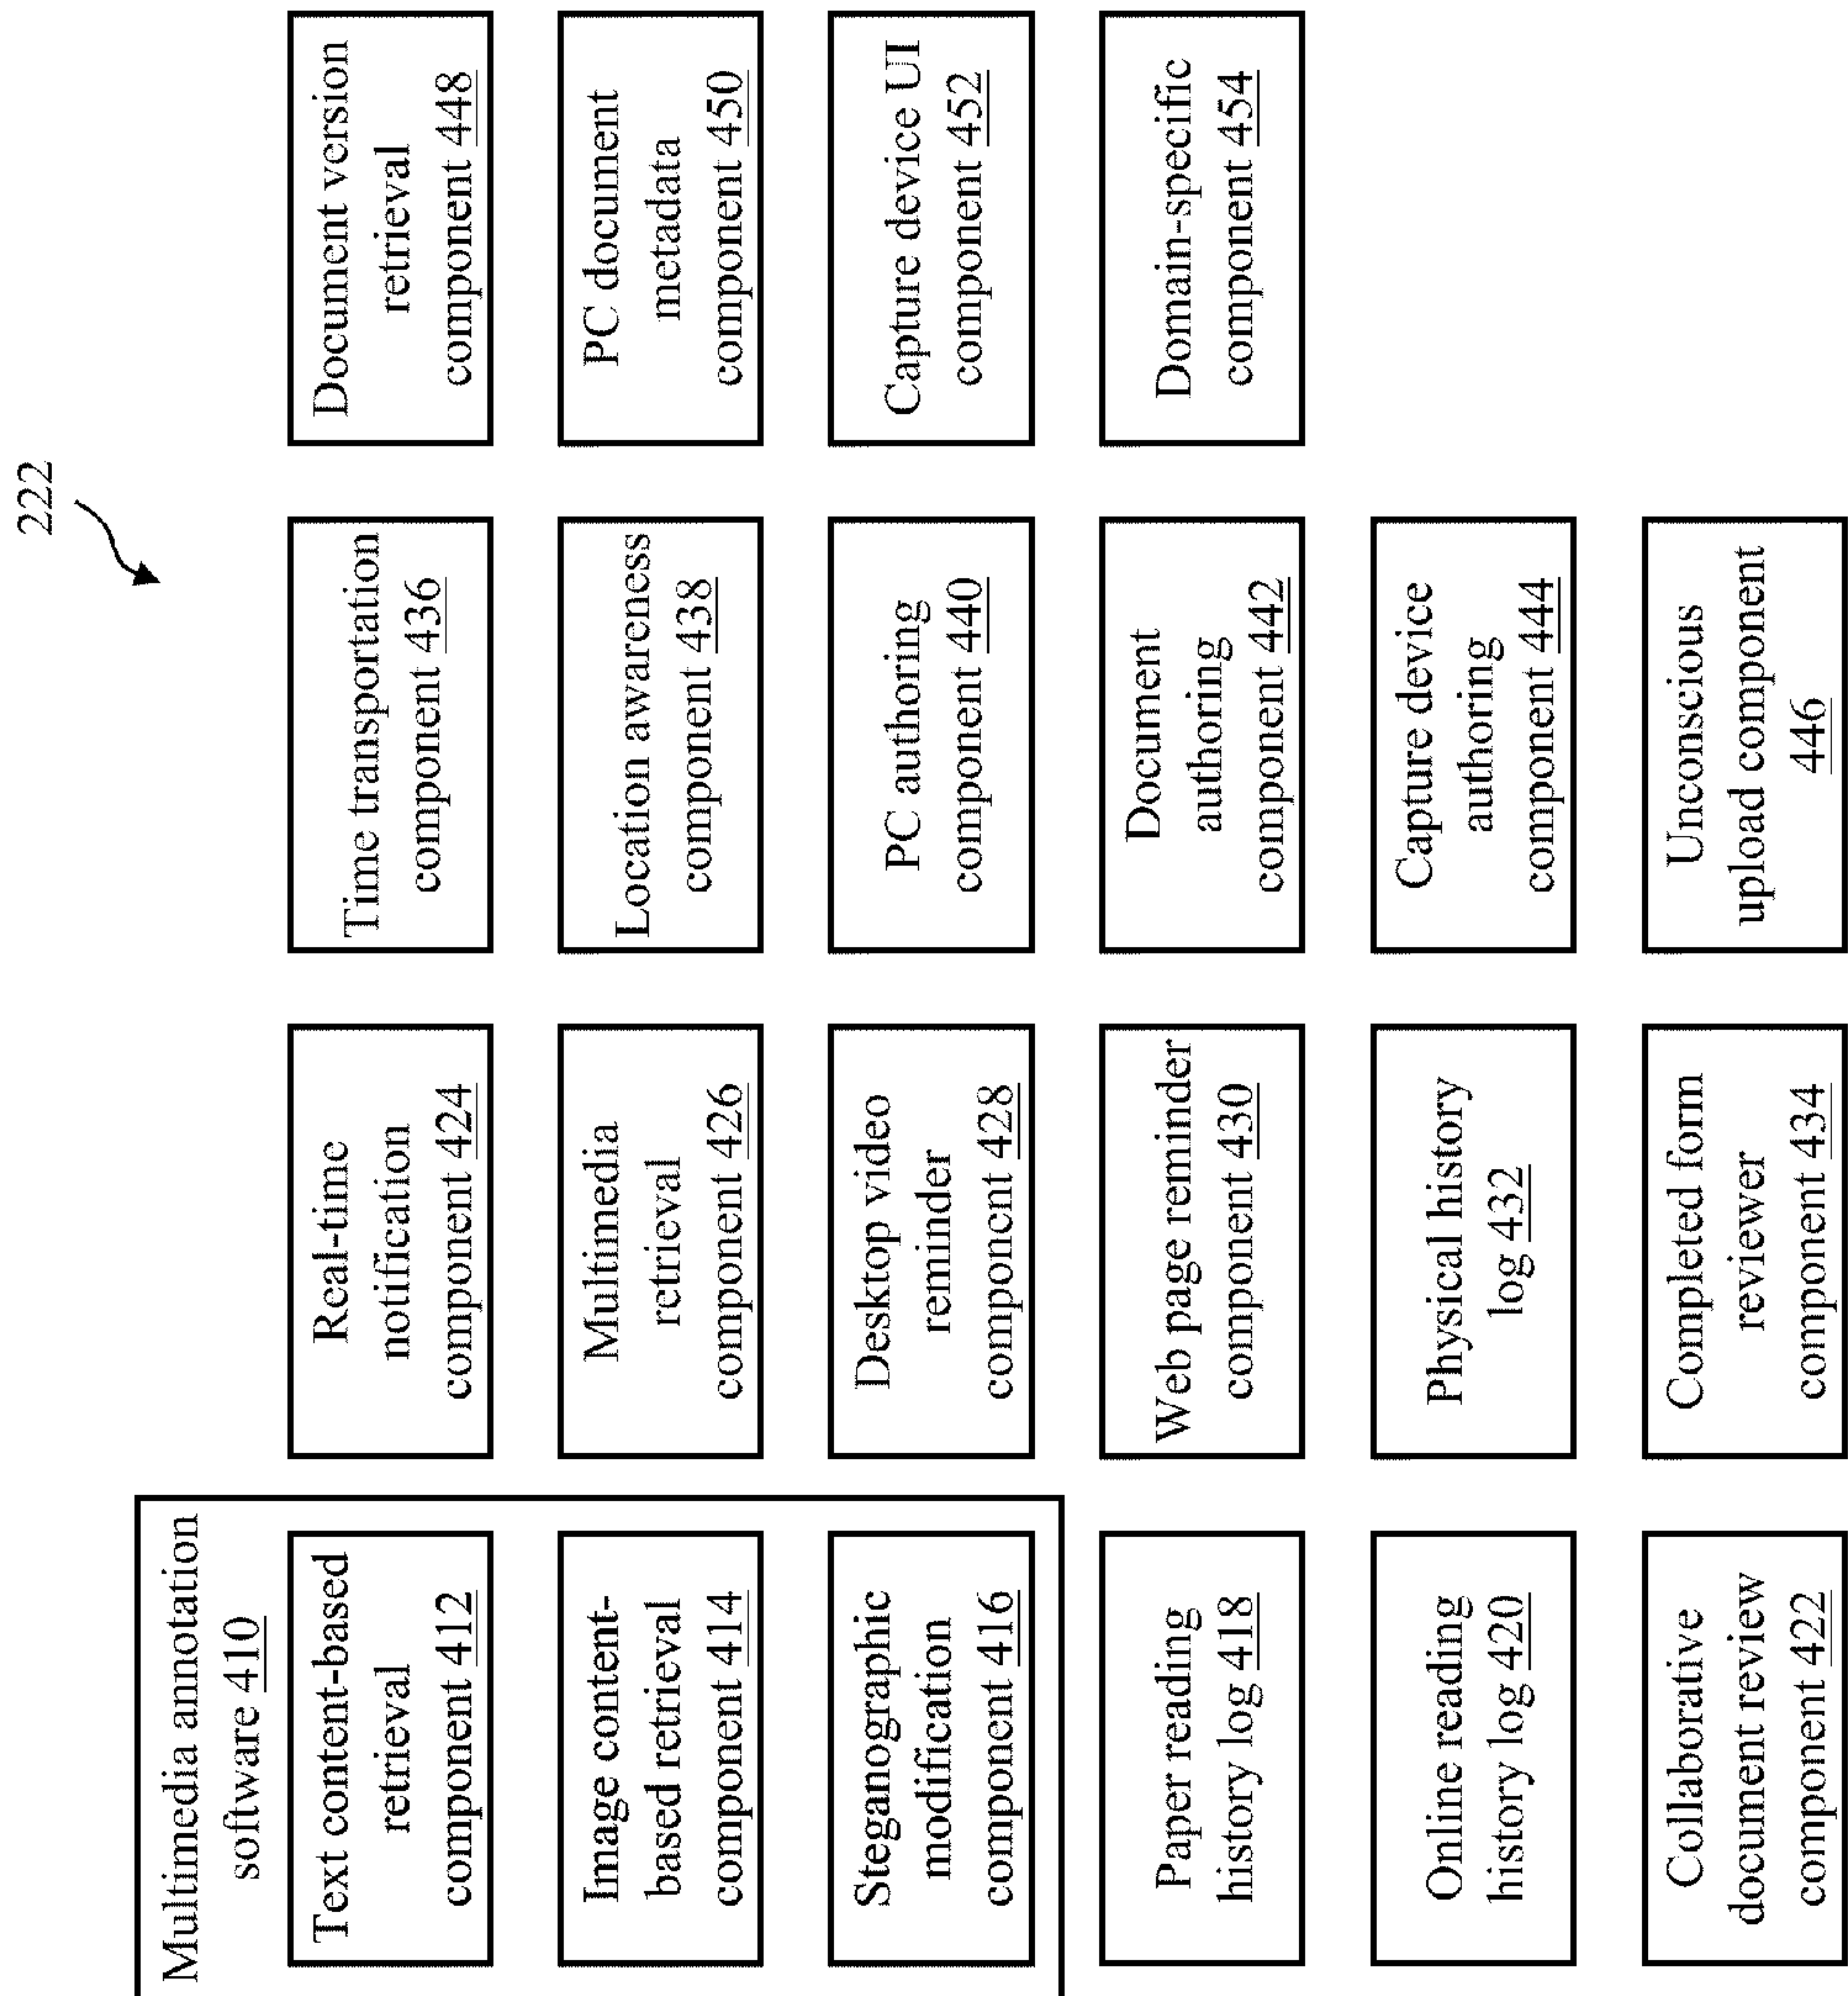 222
Multimedia annotation
software 410
Text content-based
retrieval
component 412
Image content-
based retrieval
component 414
Steganographic
modification
component 416
Paper reading
history log 418
Online reading
history log 420
Collaborative
document review
component 422
Real-time
notification
component 424
Multimedia
retrieval
component 426
Desktop video
reminder
component 428
Web page reminder
component 430
Physical history
log 432
Completed form
reviewer
component 434
Time transportation
component 436
Location awareness
component 438
PC authoring
component 440
Document
authoring
component 442
Capture device
authoring
component 444
Unconscious
upload component
446
Document version
retrieval
component 448
PC document
metadata
component 450
Capture device UI
component 452
Domain-specific
component 454